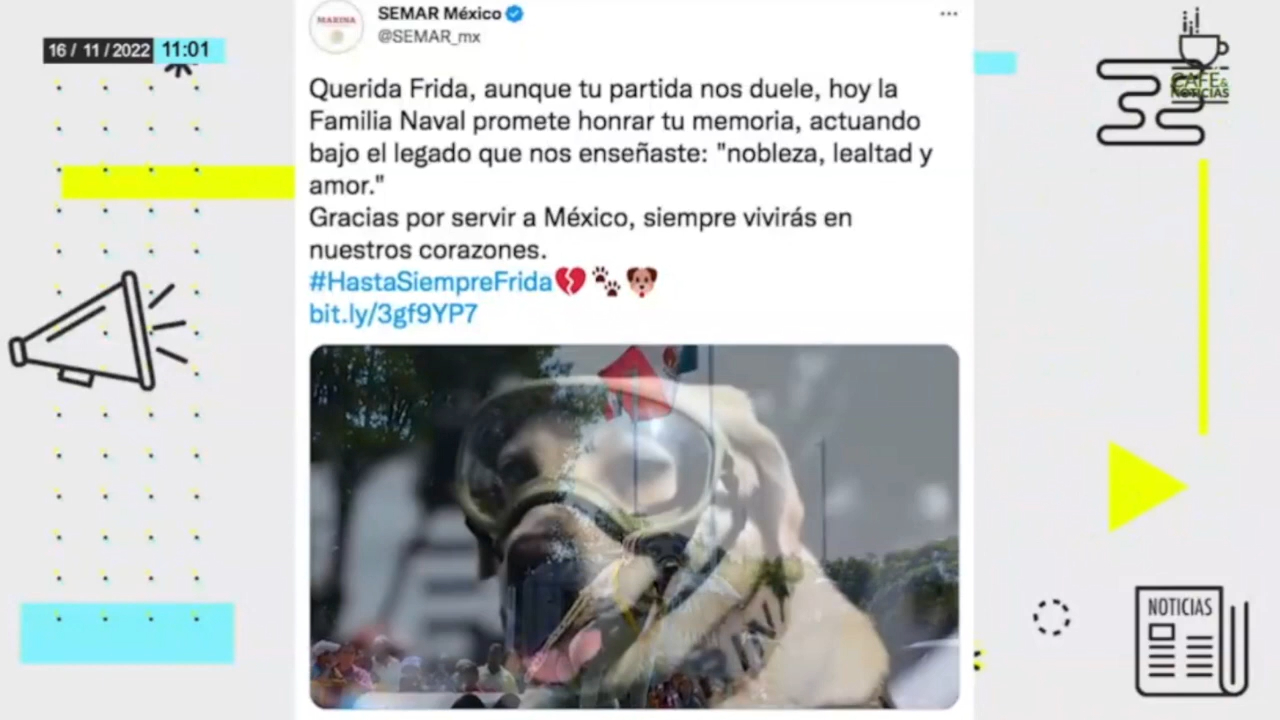 SEMAR México
MARINA
@SEMAR_mx
16 / 11 / 2022 11:01
CAFE&
NOTICIAS
Querida Frida, aunque tu partida nos duele, hoy la
Familia Naval promete honrar tu memoria, actuando
bajo el legado que nos enseñaste: "nobleza, lealtad y
amor."
Gracias por servir a México, siempre vivirás en
nuestros corazones.
#HastaSiempreFrida💔🐾🐶
bit.ly/3gf9YP7
NOTICIAS